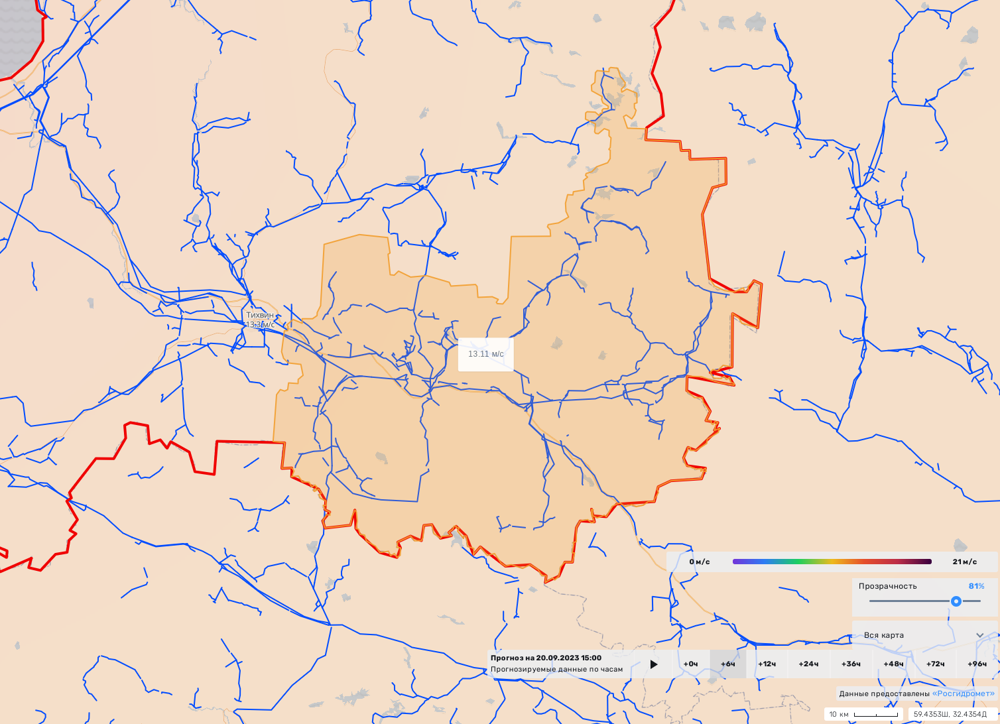 Тихвин
13.3 м/с
13.11 м/с
0 м/с
21 м/с
Прозрачность
81%
Вся карта
Прогноз на 20.09.2023 15:00
Прогнозируемые данные по часам
+0ч
+6ч
+12ч
+24ч
+36ч
+48ч
+72ч
+96ч
Данные предоставлены «Росгидромет»
10 км
59.4353Ш, 32.4354Д